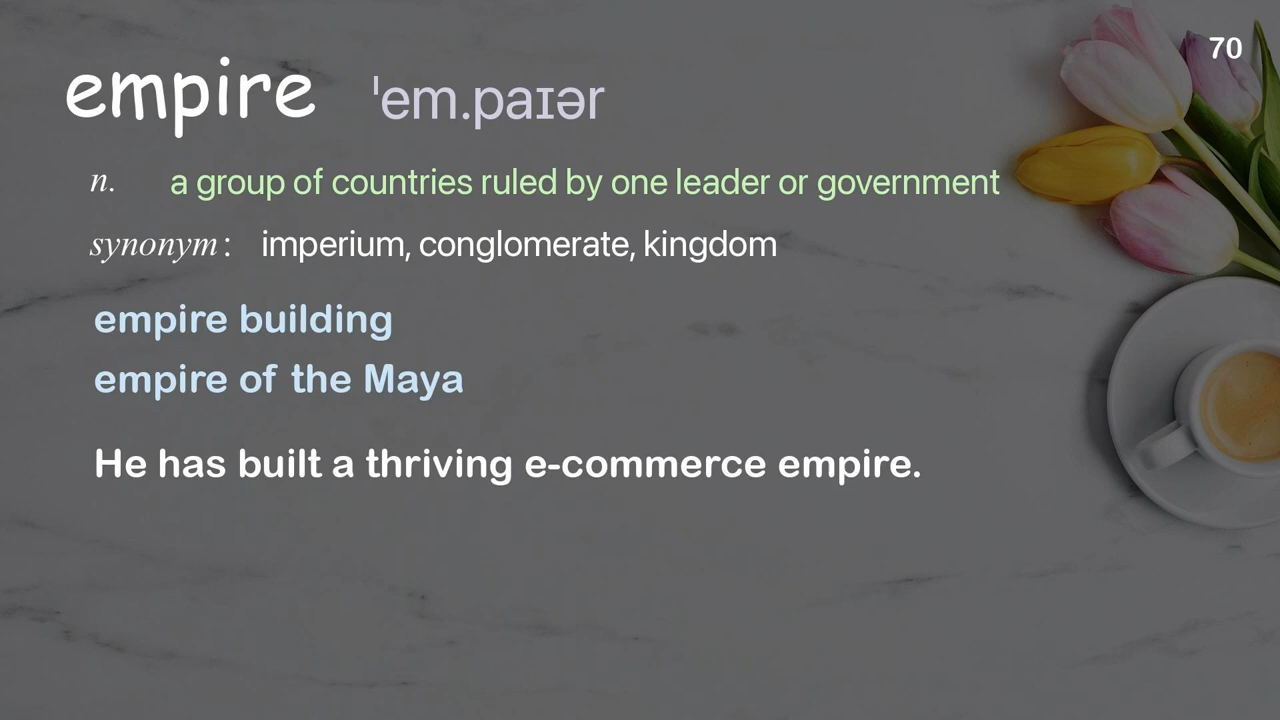 70
empire ˈem.paɪər
n. a group of countries ruled by one leader or government
synonym: imperium, conglomerate, kingdom
empire building
empire of the Maya
He has built a thriving e-commerce empire.